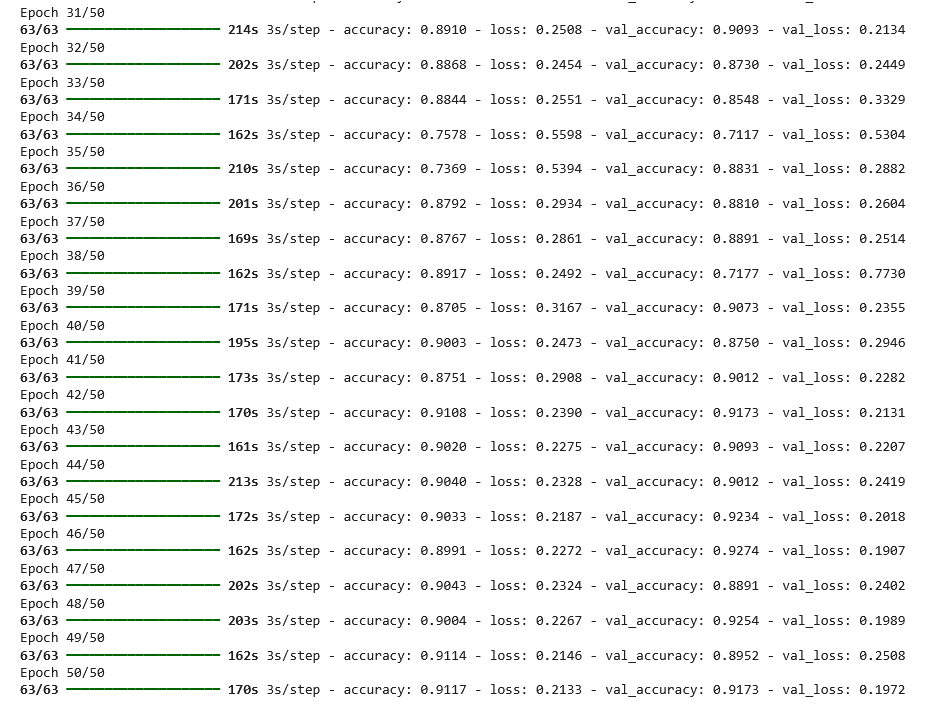 Epoch 31/50
63/63 ━━━━━━━━━━━━━━━━━━━━ 214s 3s/step - accuracy: 0.8910 - loss: 0.2508 - val_accuracy: 0.9093 - val_loss: 0.2134
Epoch 32/50
63/63 ━━━━━━━━━━━━━━━━━━━━ 202s 3s/step - accuracy: 0.8868 - loss: 0.2454 - val_accuracy: 0.8730 - val_loss: 0.2449
Epoch 33/50
63/63 ━━━━━━━━━━━━━━━━━━━━ 171s 3s/step - accuracy: 0.8844 - loss: 0.2551 - val_accuracy: 0.8548 - val_loss: 0.3329
Epoch 34/50
63/63 ━━━━━━━━━━━━━━━━━━━━ 162s 3s/step - accuracy: 0.7578 - loss: 0.5598 - val_accuracy: 0.7117 - val_loss: 0.5304
Epoch 35/50
63/63 ━━━━━━━━━━━━━━━━━━━━ 210s 3s/step - accuracy: 0.7369 - loss: 0.5394 - val_accuracy: 0.8831 - val_loss: 0.2882
Epoch 36/50
63/63 ━━━━━━━━━━━━━━━━━━━━ 201s 3s/step - accuracy: 0.8792 - loss: 0.2934 - val_accuracy: 0.8810 - val_loss: 0.2604
Epoch 37/50
63/63 ━━━━━━━━━━━━━━━━━━━━ 169s 3s/step - accuracy: 0.8767 - loss: 0.2861 - val_accuracy: 0.8891 - val_loss: 0.2514
Epoch 38/50
63/63 ━━━━━━━━━━━━━━━━━━━━ 162s 3s/step - accuracy: 0.8917 - loss: 0.2492 - val_accuracy: 0.7177 - val_loss: 0.7730
Epoch 39/50
63/63 ━━━━━━━━━━━━━━━━━━━━ 171s 3s/step - accuracy: 0.8705 - loss: 0.3167 - val_accuracy: 0.9073 - val_loss: 0.2355
Epoch 40/50
63/63 ━━━━━━━━━━━━━━━━━━━━ 195s 3s/step - accuracy: 0.9003 - loss: 0.2473 - val_accuracy: 0.8750 - val_loss: 0.2946
Epoch 41/50
63/63 ━━━━━━━━━━━━━━━━━━━━ 173s 3s/step - accuracy: 0.8751 - loss: 0.2908 - val_accuracy: 0.9012 - val_loss: 0.2282
Epoch 42/50
63/63 ━━━━━━━━━━━━━━━━━━━━ 170s 3s/step - accuracy: 0.9108 - loss: 0.2390 - val_accuracy: 0.9173 - val_loss: 0.2131
Epoch 43/50
63/63 ━━━━━━━━━━━━━━━━━━━━ 161s 3s/step - accuracy: 0.9020 - loss: 0.2275 - val_accuracy: 0.9093 - val_loss: 0.2207
Epoch 44/50
63/63 ━━━━━━━━━━━━━━━━━━━━ 213s 3s/step - accuracy: 0.9040 - loss: 0.2328 - val_accuracy: 0.9012 - val_loss: 0.2419
Epoch 45/50
63/63 ━━━━━━━━━━━━━━━━━━━━ 172s 3s/step - accuracy: 0.9033 - loss: 0.2187 - val_accuracy: 0.9234 - val_loss: 0.2018
Epoch 46/50
63/63 ━━━━━━━━━━━━━━━━━━━━ 162s 3s/step - accuracy: 0.8991 - loss: 0.2272 - val_accuracy: 0.9274 - val_loss: 0.1907
Epoch 47/50
63/63 ━━━━━━━━━━━━━━━━━━━━ 202s 3s/step - accuracy: 0.9043 - loss: 0.2324 - val_accuracy: 0.8891 - val_loss: 0.2402
Epoch 48/50
63/63 ━━━━━━━━━━━━━━━━━━━━ 203s 3s/step - accuracy: 0.9004 - loss: 0.2267 - val_accuracy: 0.9254 - val_loss: 0.1989
Epoch 49/50
63/63 ━━━━━━━━━━━━━━━━━━━━ 162s 3s/step - accuracy: 0.9114 - loss: 0.2146 - val_accuracy: 0.8952 - val_loss: 0.2508
Epoch 50/50
63/63 ━━━━━━━━━━━━━━━━━━━━ 170s 3s/step - accuracy: 0.9117 - loss: 0.2133 - val_accuracy: 0.9173 - val_loss: 0.1972